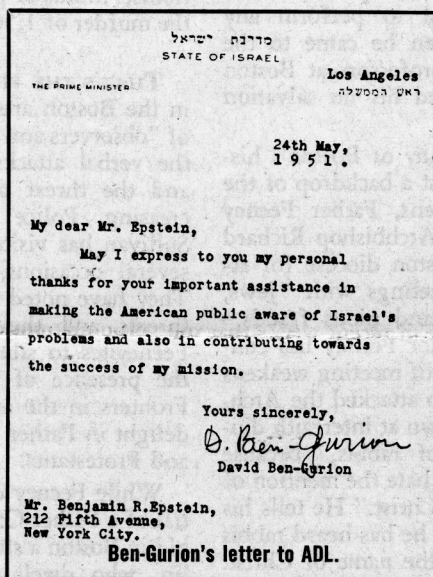 מדינת ישראל
STATE OF ISRAEL
THE PRIME MINISTER
Los Angeles
ראש הממשלה
24th May,
1951.
My dear Mr. Epstein,
May I express to you my personal
thanks for your important assistance in
making the American public aware of Israel's
problems and also in contributing towards
the success of my mission.
Yours sincerely,
D. Ben-Gurion
David Ben-Gurion
Mr. Benjamin R.Epstein,
212 Fifth Avenue,
New York City.
Ben-Gurion's letter to ADL.